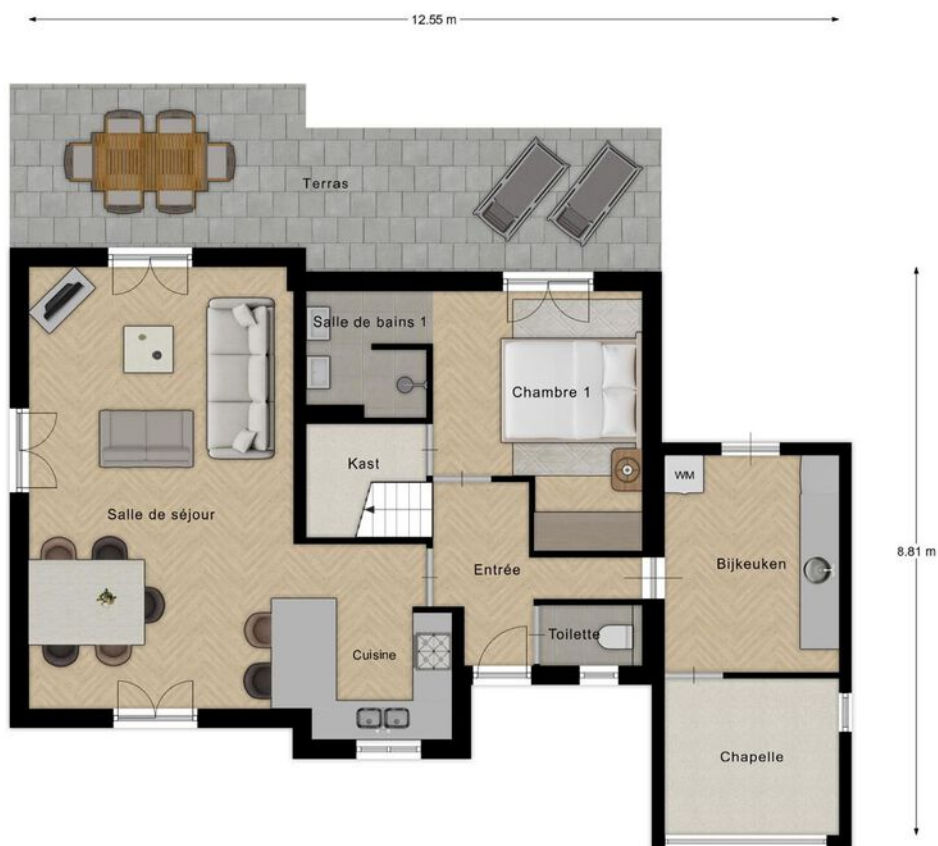 12.55 m
Terras
Salle de bains 1
Chambre 1
Kast
WM
Salle de séjour
8.81 m
Entrée
Bijkeuken
Toilette
Cuisine
Chapelle